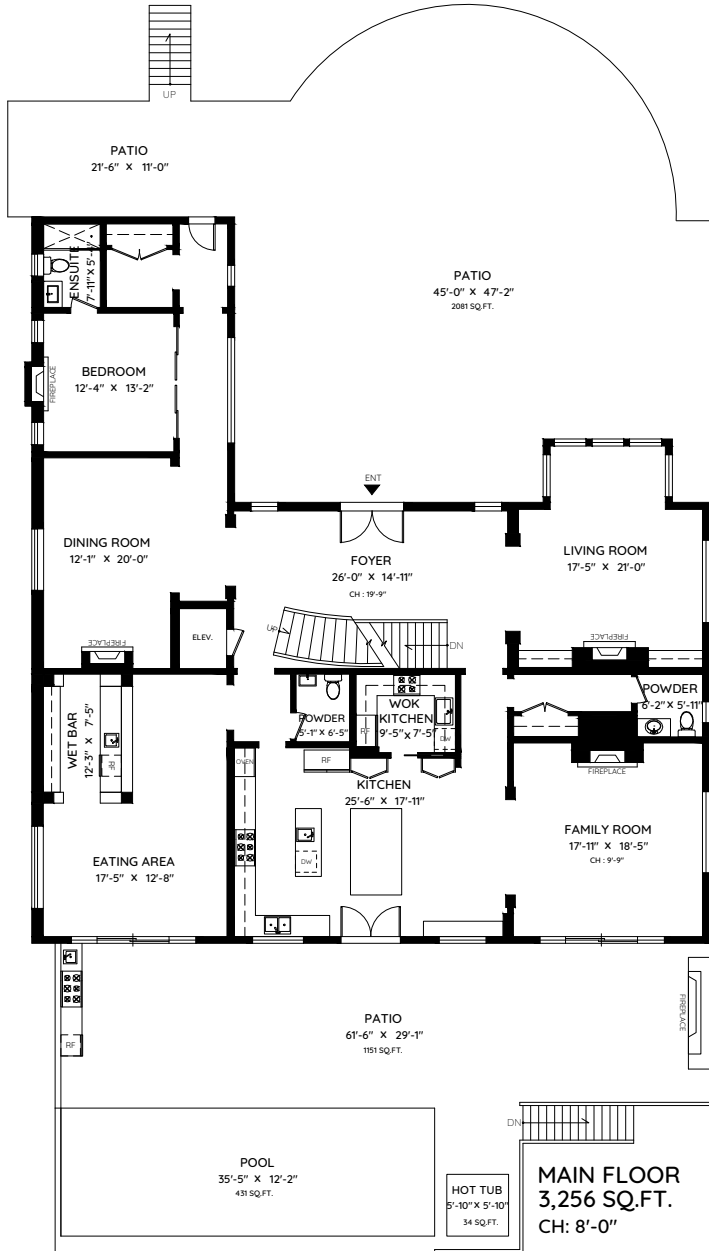 UP
PATIO
21'-6" X 11'-0"
PATIO
45'-0" X 47'-2"
2081 SQ.FT.
ENSUITE
BEDROOM
12'-4" X 13'-2"
FIREPLACE
ENT
DINING ROOM
12'-1" X 20'-0"
FOYER
26'-0" X 14'-11"
CH : 19'-9"
LIVING ROOM
17'-5" X 21'-0"
UP
ELEV.
DN
FIREPLACE
FIREPLACE
WET BAR
12'-3" X 7'-5"
RF
POWDER
5'-1" X 6'-5"
WOK
KITCHEN
9'-5" X 7'-5"
RF
DW
POWDER
6'-2" X 5'-11"
OVEN
RF
KITCHEN
25'-6" X 17'-11"
FIREPLACE
EATING AREA
17'-5" X 12'-8"
DW
FAMILY ROOM
17'-11" X 18'-5"
CH : 9'-9"
RF
PATIO
61'-6" X 29'-1"
1151 SQ.FT.
FIREPLACE
DN
POOL
35'-5" X 12'-2"
431 SQ.FT.
HOT TUB
5'-10" X 5'-10"
34 SQ.FT.
MAIN FLOOR
3,256 SQ.FT.
CH: 8'-0"